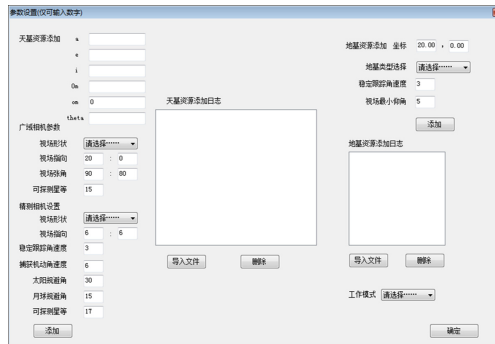 参数设置(仅可输入数字)
天基资源添加 a
e
i
Om
om 0
theta
广域相机参数
视场形状 请选择……
视场指向 20 : 0
视场张角 90 : 80
可探测星等 15
精测相机设置
视场形状 请选择……
视场指向 6 : 6
稳定跟踪角速度 3
捕获机动角速度 6
太阳规避角 30
月球规避角 15
可探测星等 17
添加
天基资源添加日志
导入文件 删除
地基资源添加 坐标 20.00 , 0.00
地基类型选择 请选择……
稳定跟踪角速度 3
视场最小仰角 5
添加
地基资源添加日志
导入文件 删除
工作模式 请选择……
确定